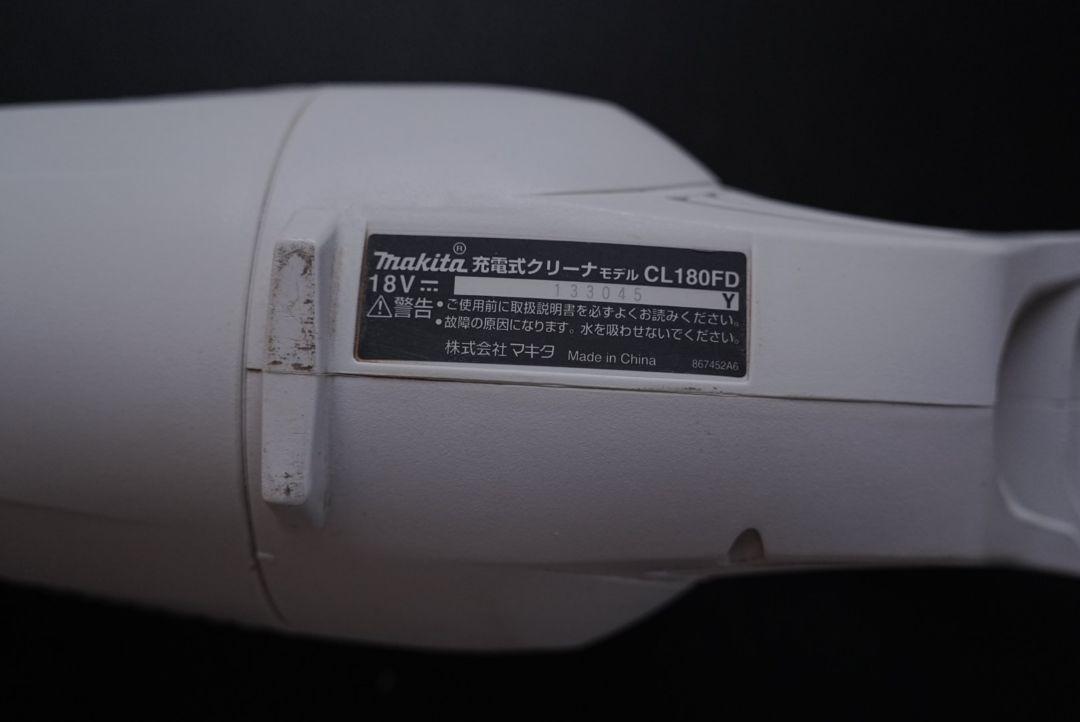 makita® 充電式クリーナモデル CL180FD
18V 133045 Y
⚠警告 •ご使用前に取扱説明書を必ずよくお読みください。
•故障の原因になります。水を吸わせないでください。
株式会社マキタ Made in China 867452A6